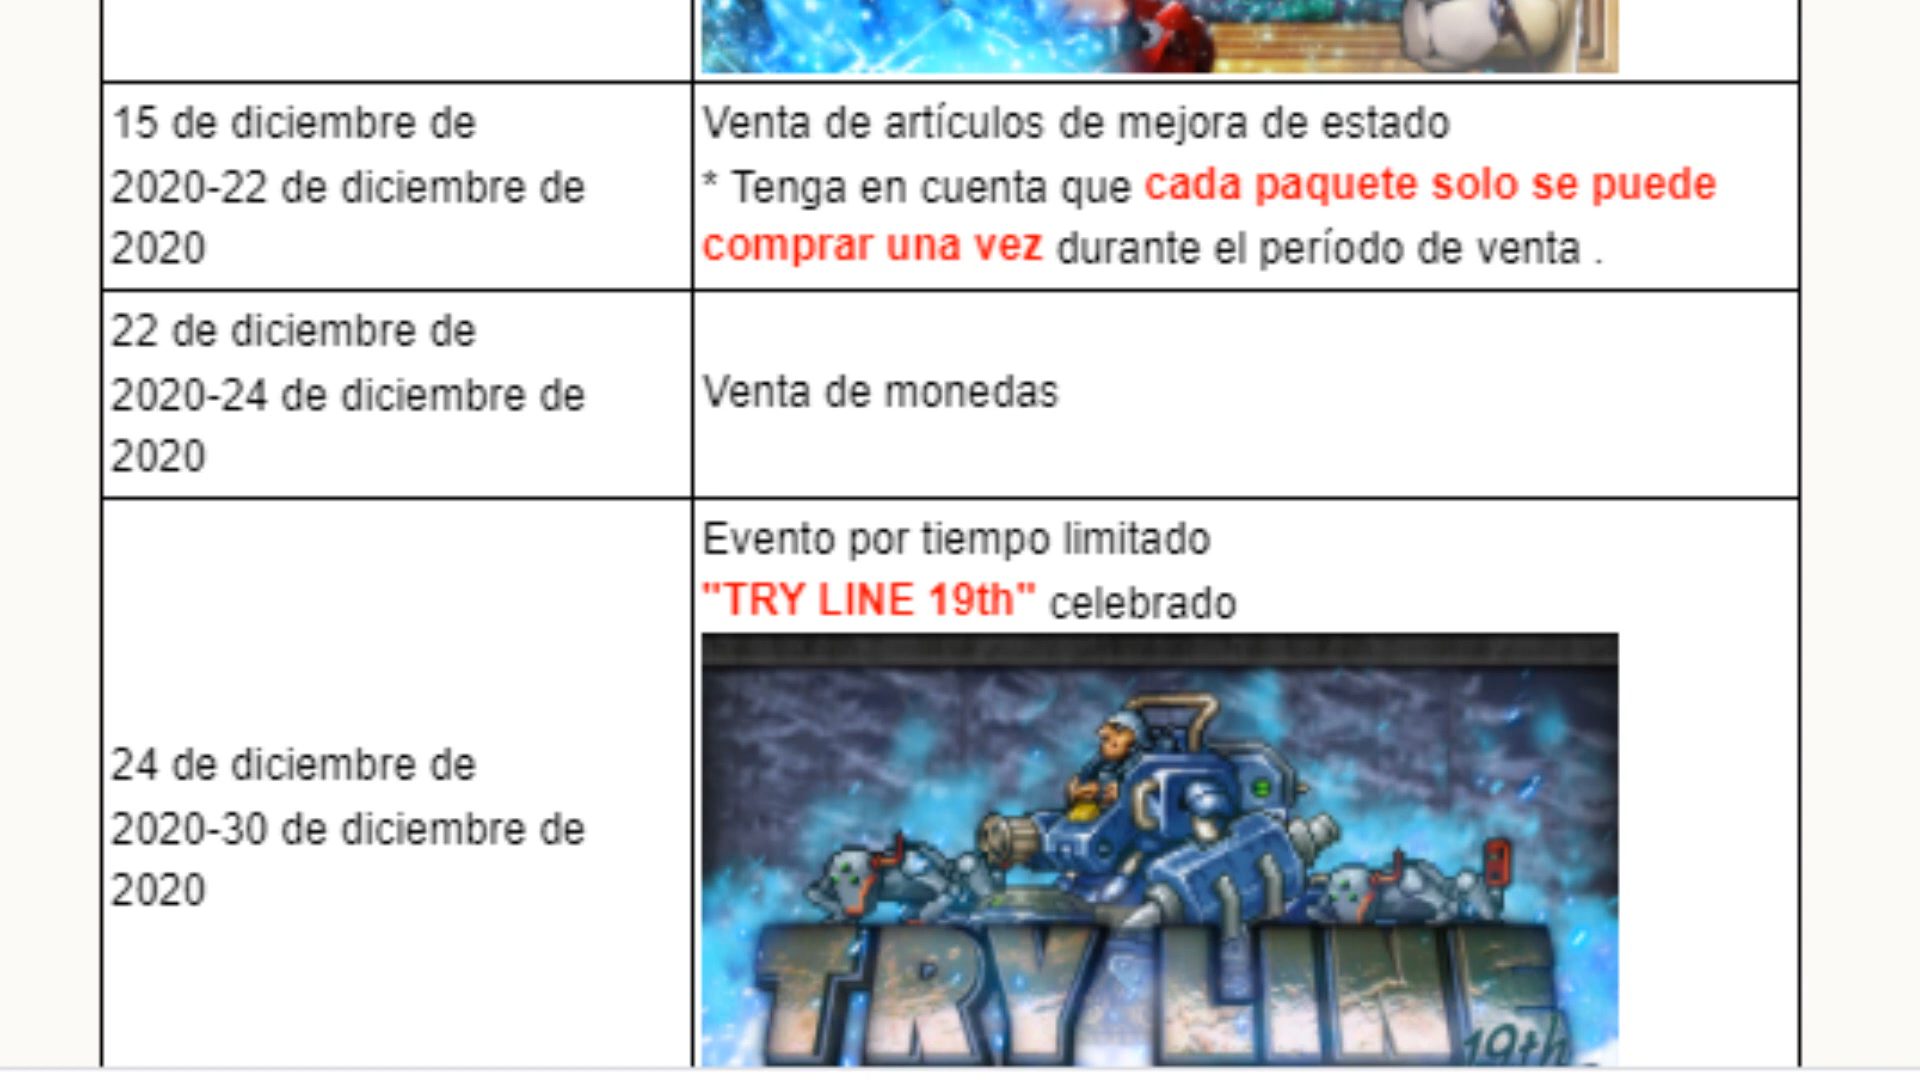 15 de diciembre de
2020-22 de diciembre de
2020
Venta de artículos de mejora de estado
* Tenga en cuenta que cada paquete solo se puede
comprar una vez durante el período de venta .
22 de diciembre de
2020-24 de diciembre de
2020
Venta de monedas
24 de diciembre de
2020-30 de diciembre de
2020
Evento por tiempo limitado
"TRY LINE 19th" celebrado
TRY LINE
19th